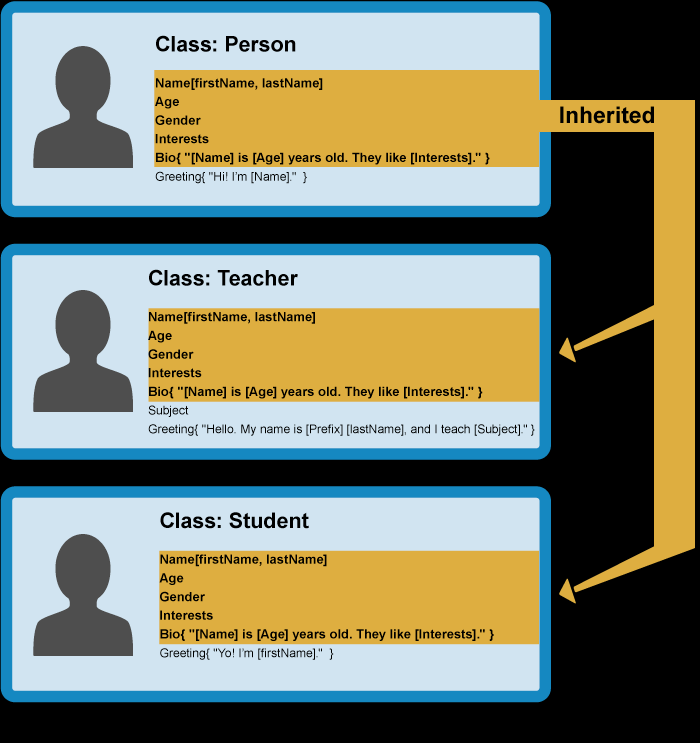 Class: Person
Name[firstName, lastName]
Age
Gender
Interests
Bio{ "[Name] is [Age] years old. They like [Interests]." }
Greeting{ "Hi! I'm [Name]." }
Inherited
Class: Teacher
Name[firstName, lastName]
Age
Gender
Interests
Bio{ "[Name] is [Age] years old. They like [Interests]." }
Subject
Greeting{ "Hello. My name is [Prefix] [lastName], and I teach [Subject]." }
Class: Student
Name[firstName, lastName]
Age
Gender
Interests
Bio{ "[Name] is [Age] years old. They like [Interests]." }
Greeting{ "Yo! I'm [firstName]." }